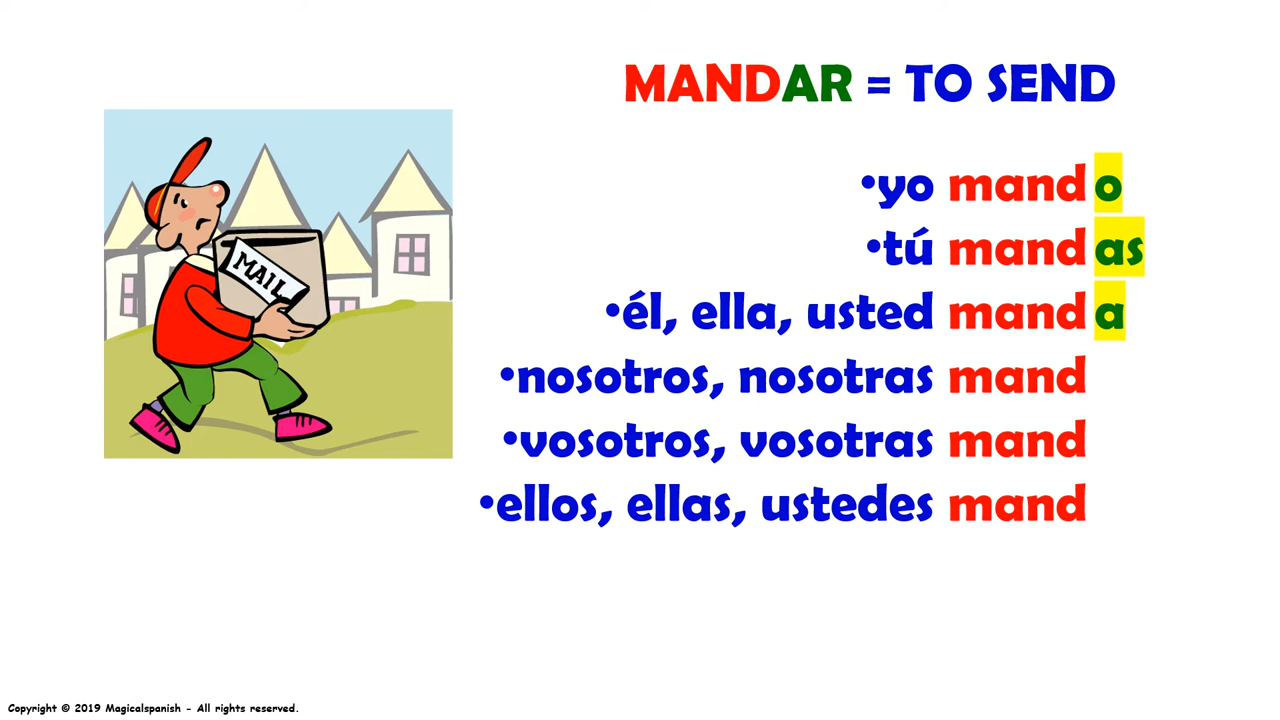 MANDAR = TO SEND
MAIL
•yo mand o
•tú mand as
•él, ella, usted mand a
•nosotros, nosotras mand
•vosotros, vosotras mand
•ellos, ellas, ustedes mand
Copyright © 2019 Magicalspanish - All rights reserved.